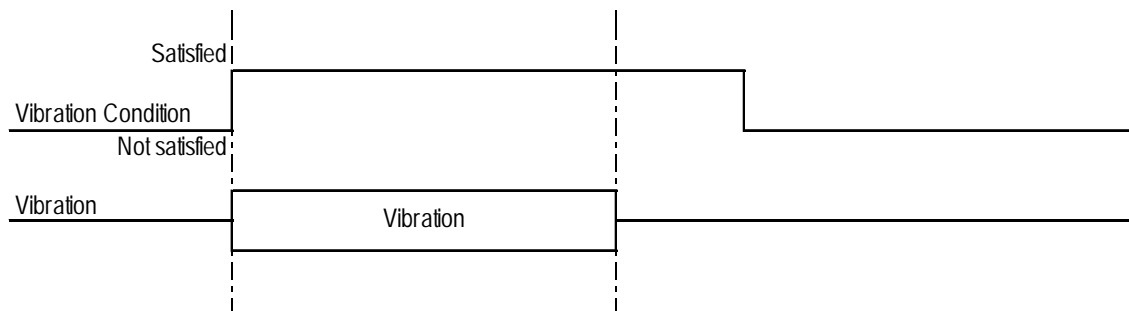 Satisfied
Vibration Condition
Not satisfied
Vibration
Vibration